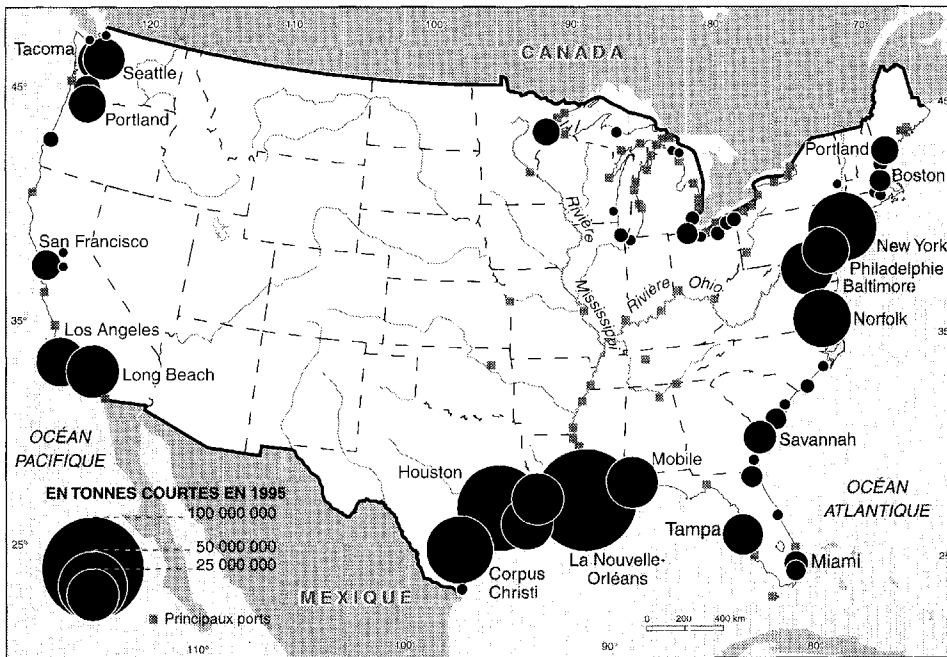 120
100
90
80
70°
CANADA
Tacoma
Seattle
45°
Portland
Portland
Boston
Rivière
Mississippi
Rivière
Ohio
New York
Philadelphie
Baltimore
San Francisco
35°
Norfolk
Los Angeles
Long Beach
OCÉAN
PACIFIQUE
Savannah
Houston
Mobile
EN TONNES COURTES EN 1995
100 000 000
50 000 000
25 000 000
OCÉAN
ATLANTIQUE
25°
Tampa
Miami
La Nouvelle-
Orléans
Corpus
Christi
MEXIQUE
Principaux ports
0 200 400 km
110°
100
90°
80